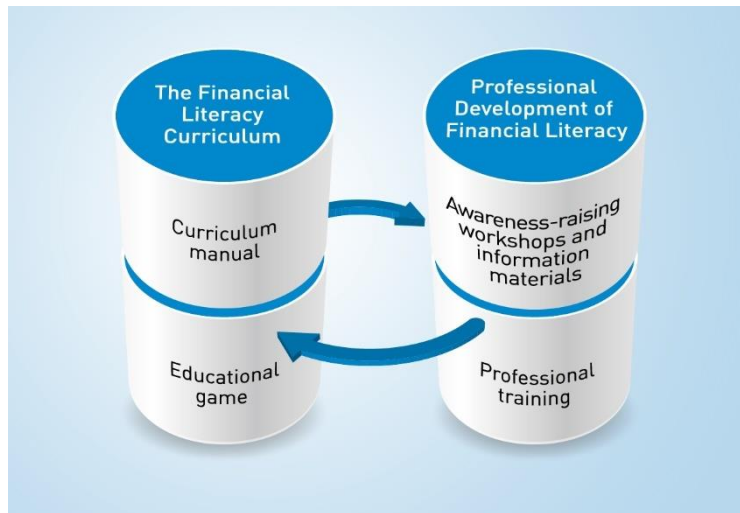 The Financial
Literacy
Curriculum
Curriculum
manual
Educational
game
Professional
Development of
Financial Literacy
Awareness-raising
workshops and
information
materials
Professional
training